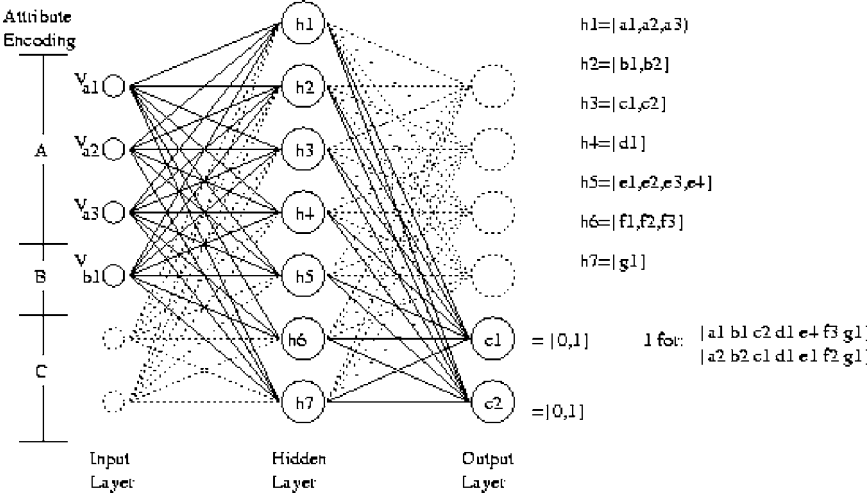 Attribute
Encoding
A
B
C
Va1
Va2
Va3
Vb1
h1
h2
h3
h4
h5
h6
h7
c1
c2
= [0,1]
=[0,1]
h1=[a1,a2,a3)
h2=[b1,b2]
h3=[c1,c2]
h4=[d1]
h5=[e1,e2,e3,e4]
h6=[f1,f2,f3]
h7=[g1]
1 for: [a1 b1 c2 d1 e4 f3 g1]
[a2 b2 c1 d1 e1 f2 g1]
Input
Layer
Hidden
Layer
Output
Layer